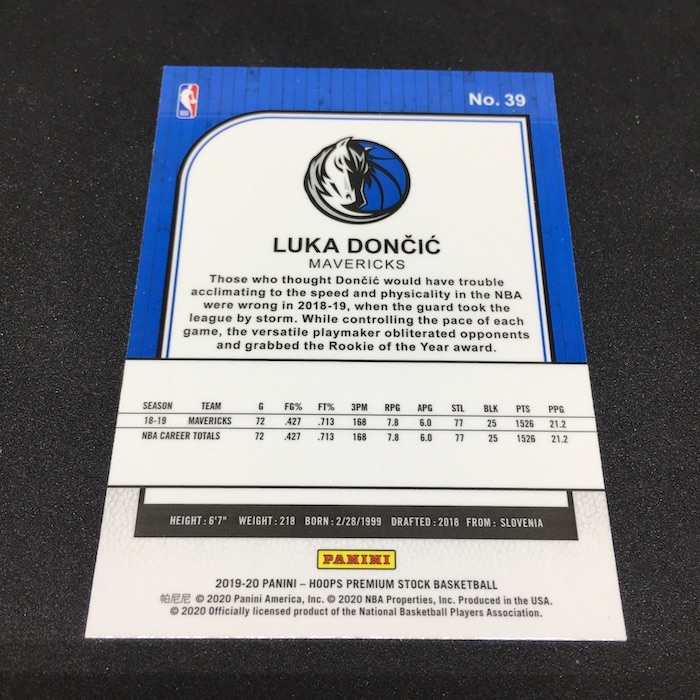 No. 39
LUKA DONČIĆ
MAVERICKS
Those who thought Dončić would have trouble
acclimating to the speed and physicality in the NBA
were wrong in 2018-19, when the guard took the
league by storm. While controlling the pace of each
game, the versatile playmaker obliterated opponents
and grabbed the Rookie of the Year award.
SEASON TEAM G FG% FT% 3PM RPG APG STL BLK PTS PPG
18-19 MAVERICKS 72 .427 .713 168 7.8 6.0 77 25 1526 21.2
NBA CAREER TOTALS 72 .427 .713 168 7.8 6.0 77 25 1526 21.2
HEIGHT: 6'7" WEIGHT: 218 BORN: 2/28/1999 DRAFTED: 2018 FROM: SLOVENIA
PANINI
2019-20 PANINI – HOOPS PREMIUM STOCK BASKETBALL
帕尼尼 © 2020 Panini America, Inc. © 2020 NBA Properties, Inc. Produced in the USA.
© 2020 Officially licensed product of the National Basketball Players Association.